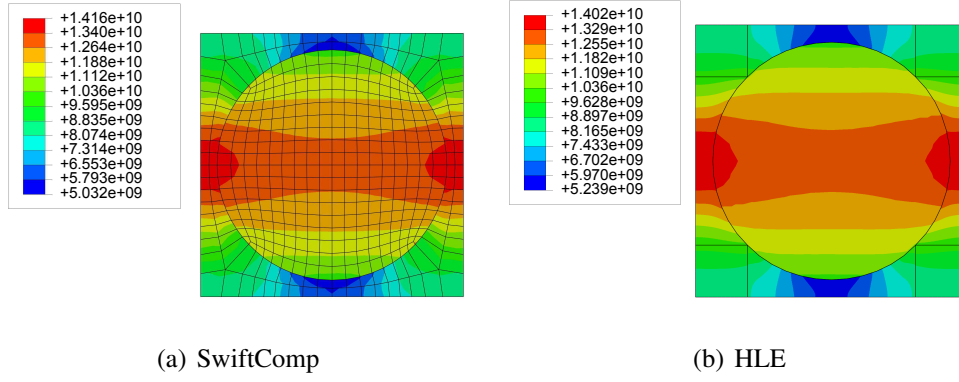 +1.416e+10
+1.340e+10
+1.264e+10
+1.188e+10
+1.112e+10
+1.036e+10
+9.595e+09
+8.835e+09
+8.074e+09
+7.314e+09
+6.553e+09
+5.793e+09
+5.032e+09
+1.402e+10
+1.329e+10
+1.255e+10
+1.182e+10
+1.109e+10
+1.036e+10
+9.628e+09
+8.897e+09
+8.165e+09
+7.433e+09
+6.702e+09
+5.970e+09
+5.239e+09
(a) SwiftComp
(b) HLE